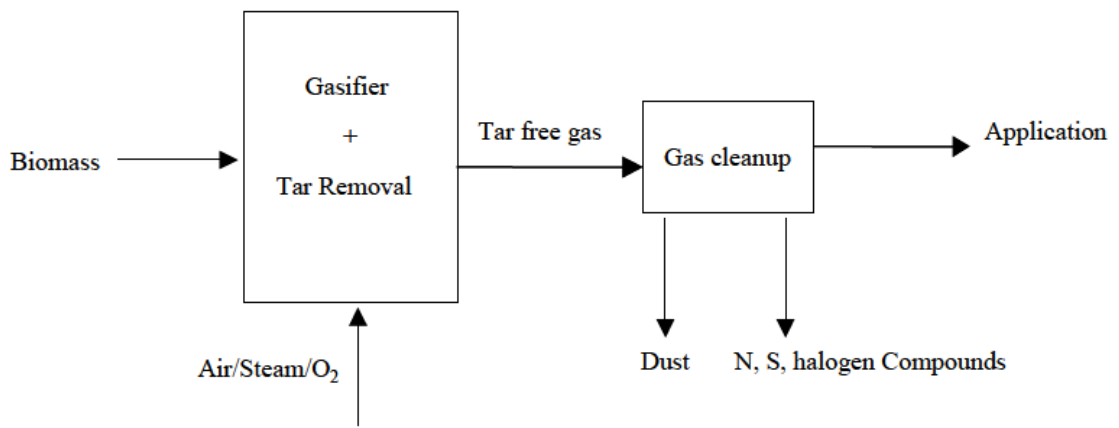 Gasifier
+
Tar Removal
Biomass
Tar free gas
Gas cleanup
Application
Air/Steam/O₂
Dust
N, S, halogen Compounds